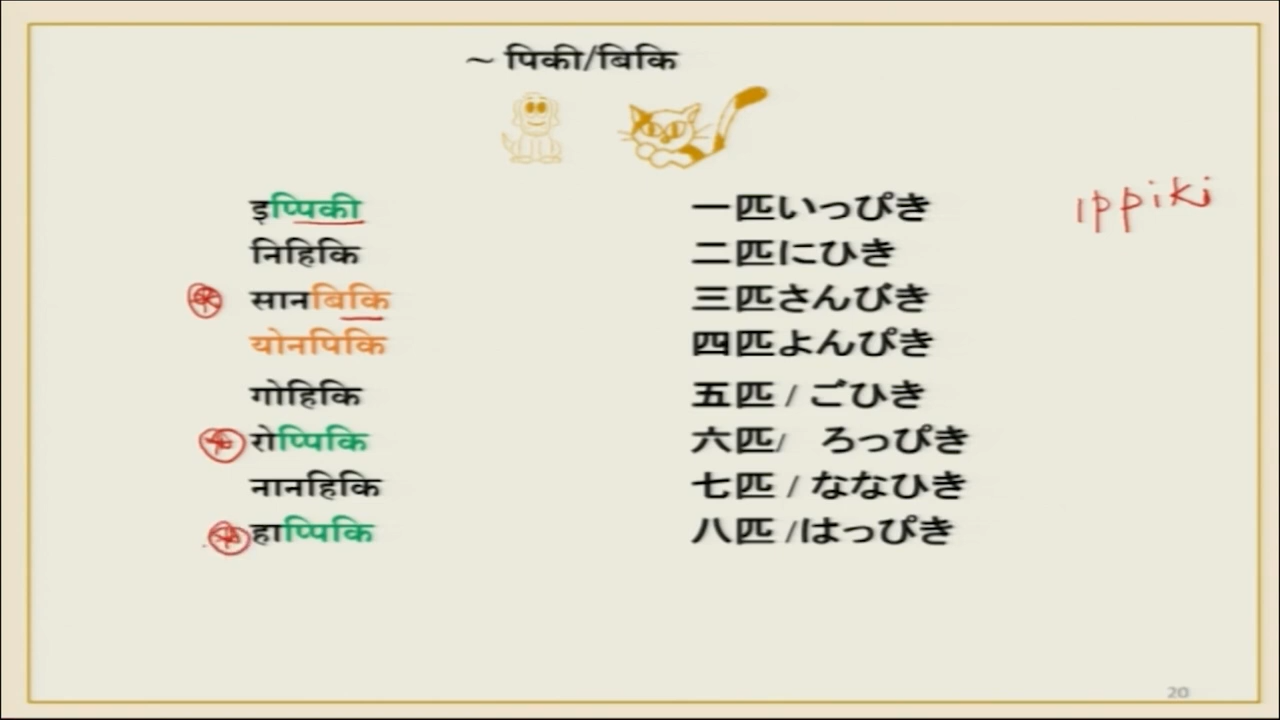 ~ पिकी/बिकि
इप्पिकी 一匹いっぴき ippiki
निहिकि 二匹にひき
सानबिकि 三匹さんびき
योनपिकि 四匹よんぴき
गोहिकि 五匹 / ごひき
रोप्पिकि 六匹/ ろっぴき
नानहिकि 七匹 / ななひき
हाप्पिकि 八匹 /はっぴき
20